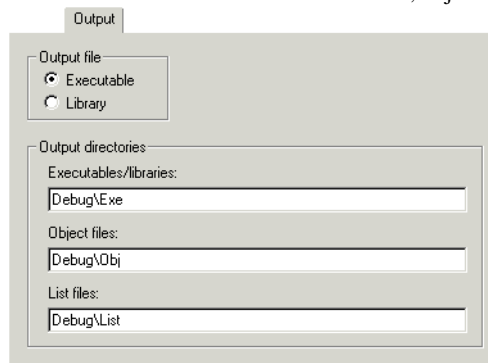 Output
Output file
Executable
Library
Output directories
Executables/libraries:
Debug\Exe
Object files:
Debug\Obj
List files:
Debug\List